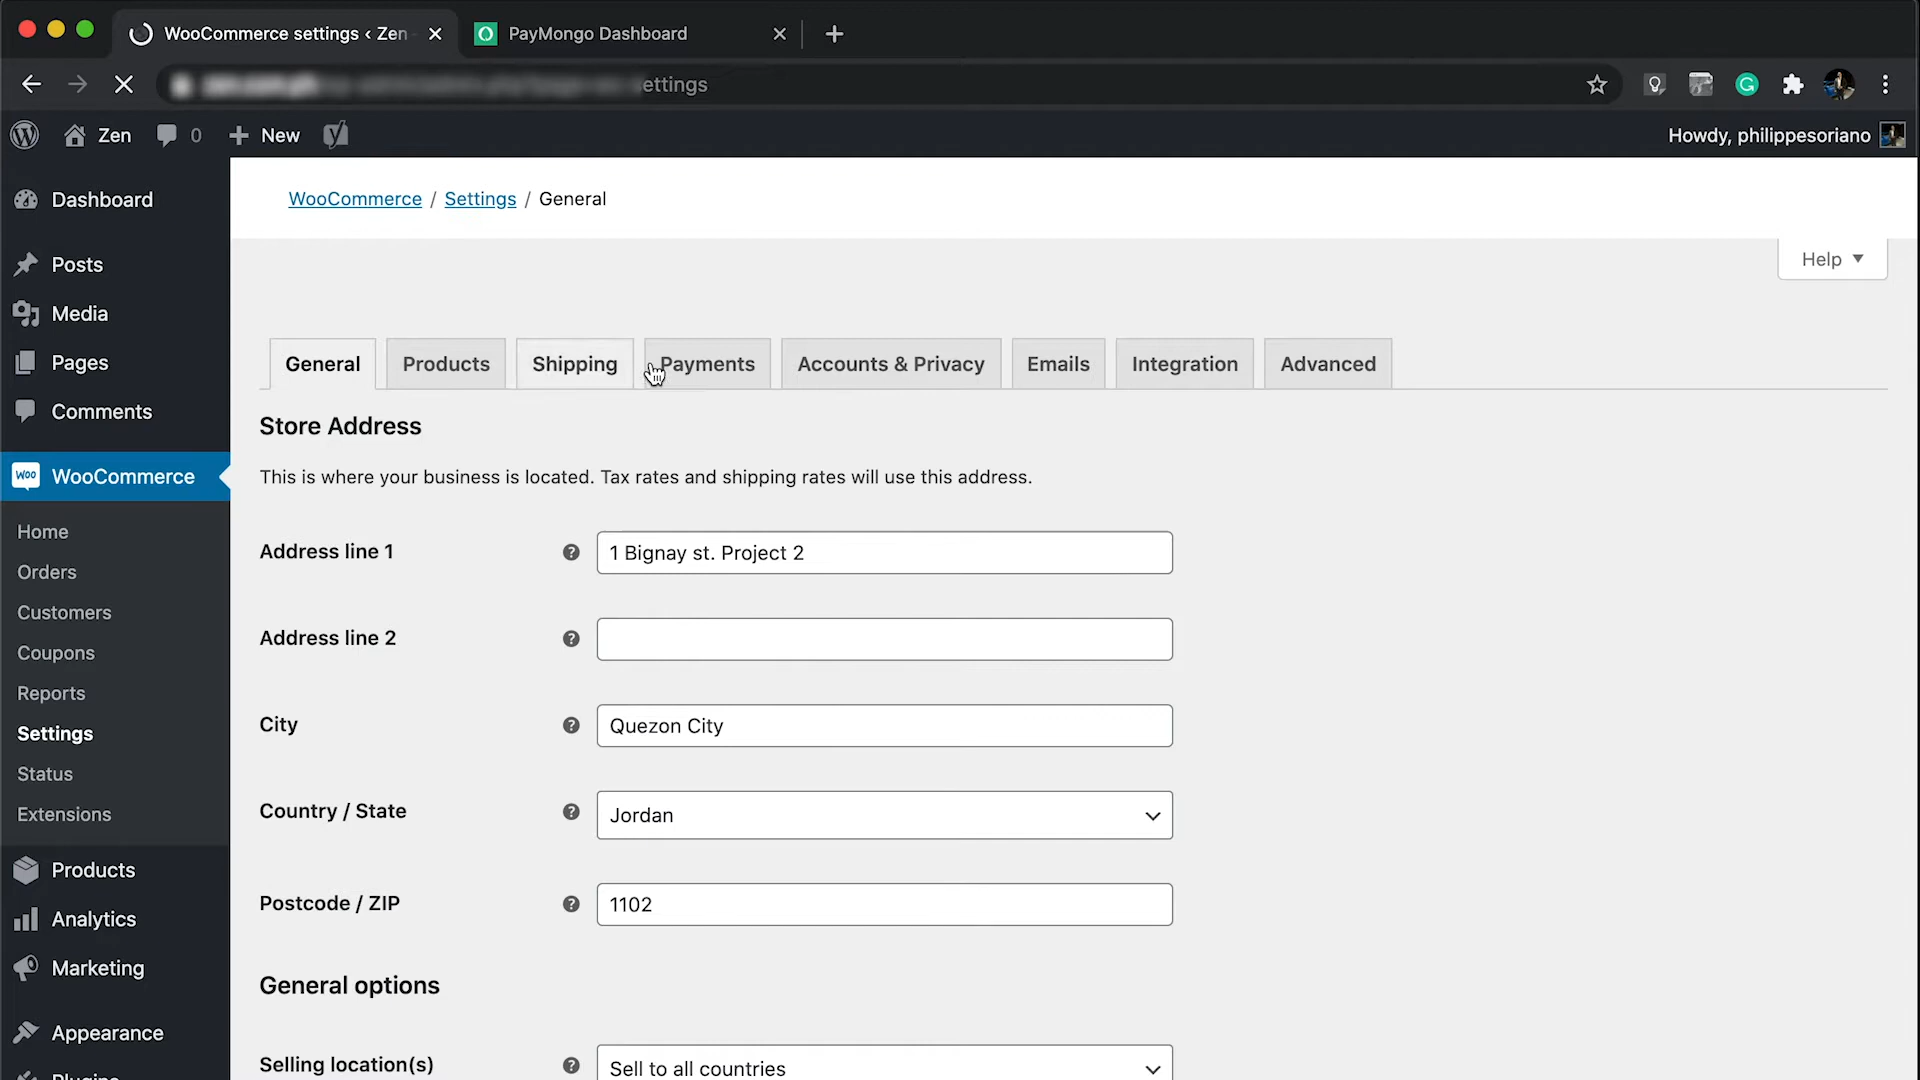 WooCommerce settings ‹ Zen
PayMongo Dashboard
ettings
Zen
0
New
Howdy, philippesoriano
Dashboard
Posts
Media
Pages
Comments
woo
WooCommerce
Home
Orders
Customers
Coupons
Reports
Settings
Status
Extensions
Products
Analytics
Marketing
Appearance
Plugins
WooCommerce / Settings / General
Help
General
Products
Shipping
Payments
Accounts & Privacy
Emails
Integration
Advanced
Store Address
This is where your business is located. Tax rates and shipping rates will use this address.
Address line 1
1 Bignay st. Project 2
Address line 2
City
Quezon City
Country / State
Jordan
Postcode / ZIP
1102
General options
Selling location(s)
Sell to all countries